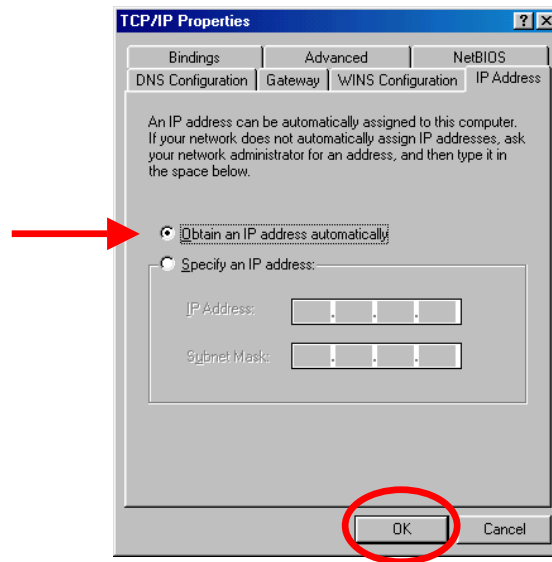 TCP/IP Properties
Bindings Advanced NetBIOS
DNS Configuration Gateway WINS Configuration IP Address
An IP address can be automatically assigned to this computer.
If your network does not automatically assign IP addresses, ask
your network administrator for an address, and then type it in
the space below.
Obtain an IP address automatically
Specify an IP address:
IP Address:
Subnet Mask:
OK Cancel